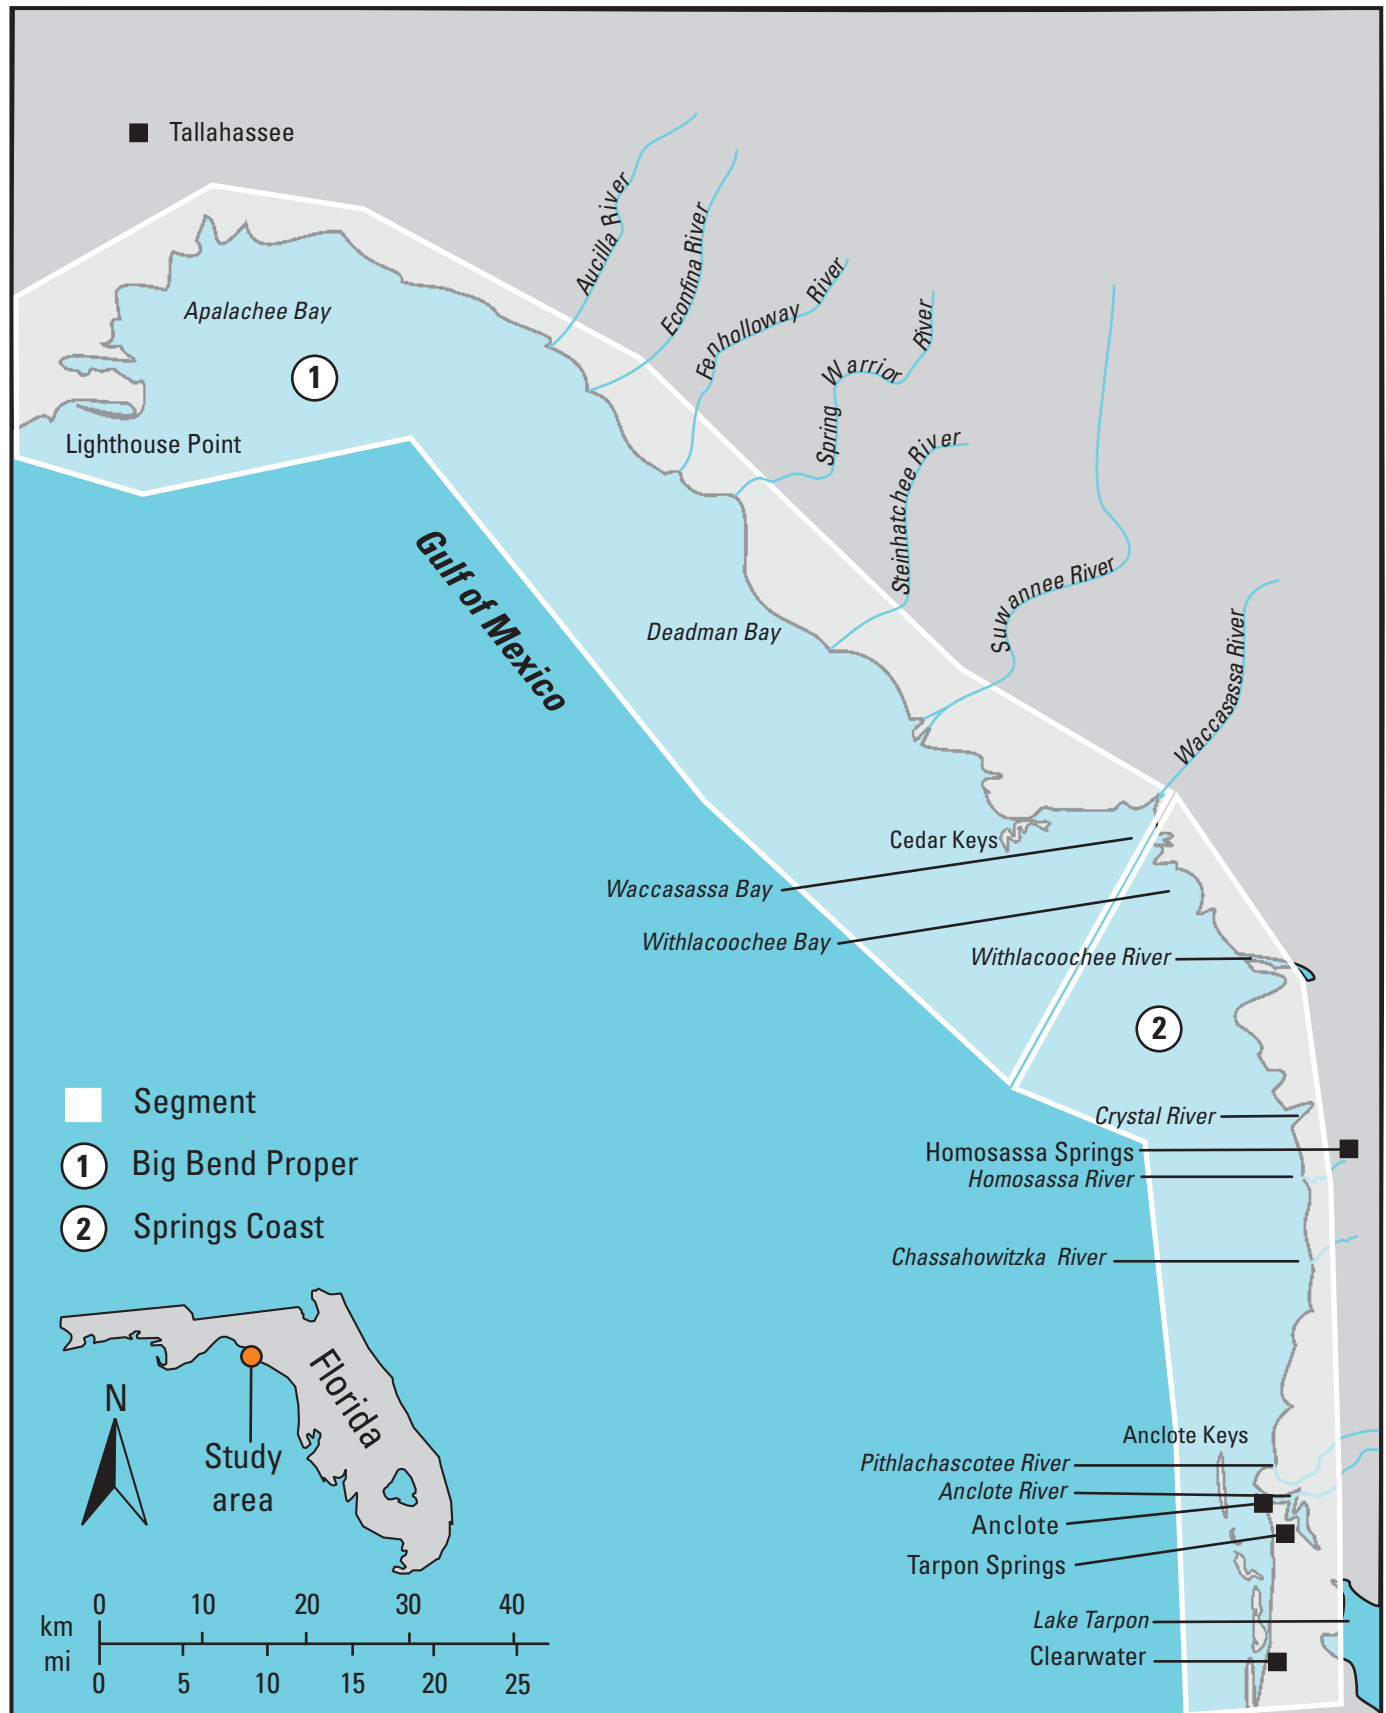 Tallahassee
Aucilla River
Econfina River
Fenholloway River
Spring Warrior River
Steinhatchee River
Suwannee River
Waccasassa River
Apalachee Bay
1
Lighthouse Point
Gulf of Mexico
Deadman Bay
Cedar Keys
Waccasassa Bay
Withlacoochee Bay
Withlacoochee River
2
Crystal River
Homosassa Springs
Homosassa River
Chassahowitzka River
Anclote Keys
Pithlachascotee River
Anclote River
Anclote
Tarpon Springs
Lake Tarpon
Clearwater
Segment
1 Big Bend Proper
2 Springs Coast
Florida
N
Study
area
0 10 20 30 40
km
mi
0 5 10 15 20 25